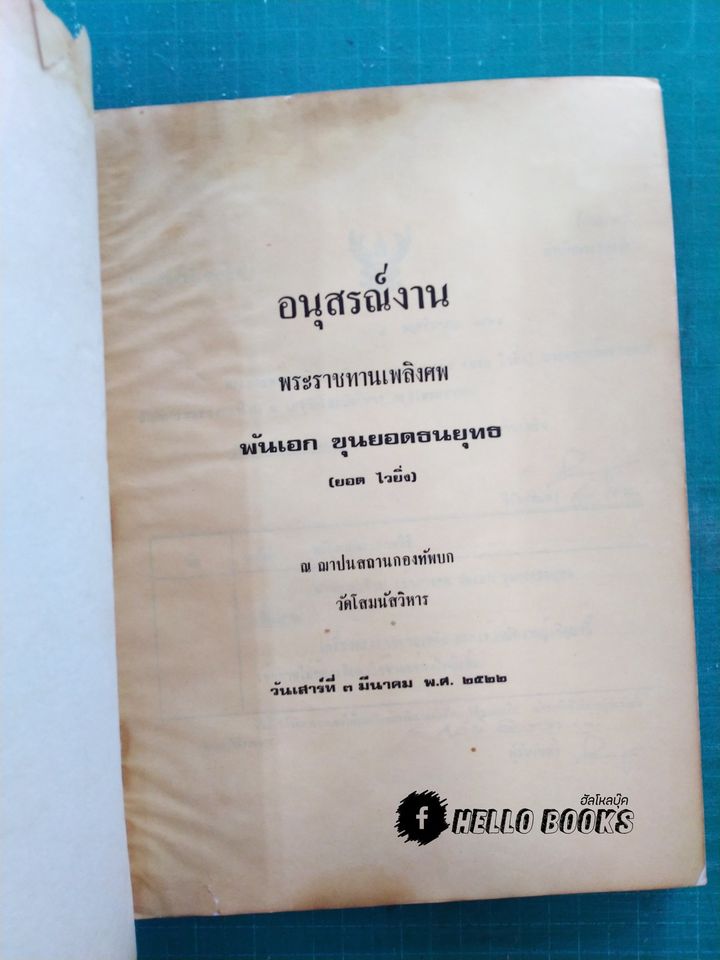 อนุสรณ์งาน
พระราชทานเพลิงศพ
พันเอก ขุนยอดธนยุทธ
(ยอด ไวยิ่ง)
ณ ฌาปนสถานกองทัพบก
วัดโสมนัสวิหาร
วันเสาร์ที่ ๓ มีนาคม พ.ศ. ๒๕๒๒
ฮัลโหลบุ๊ค
f HELLO BOOKS